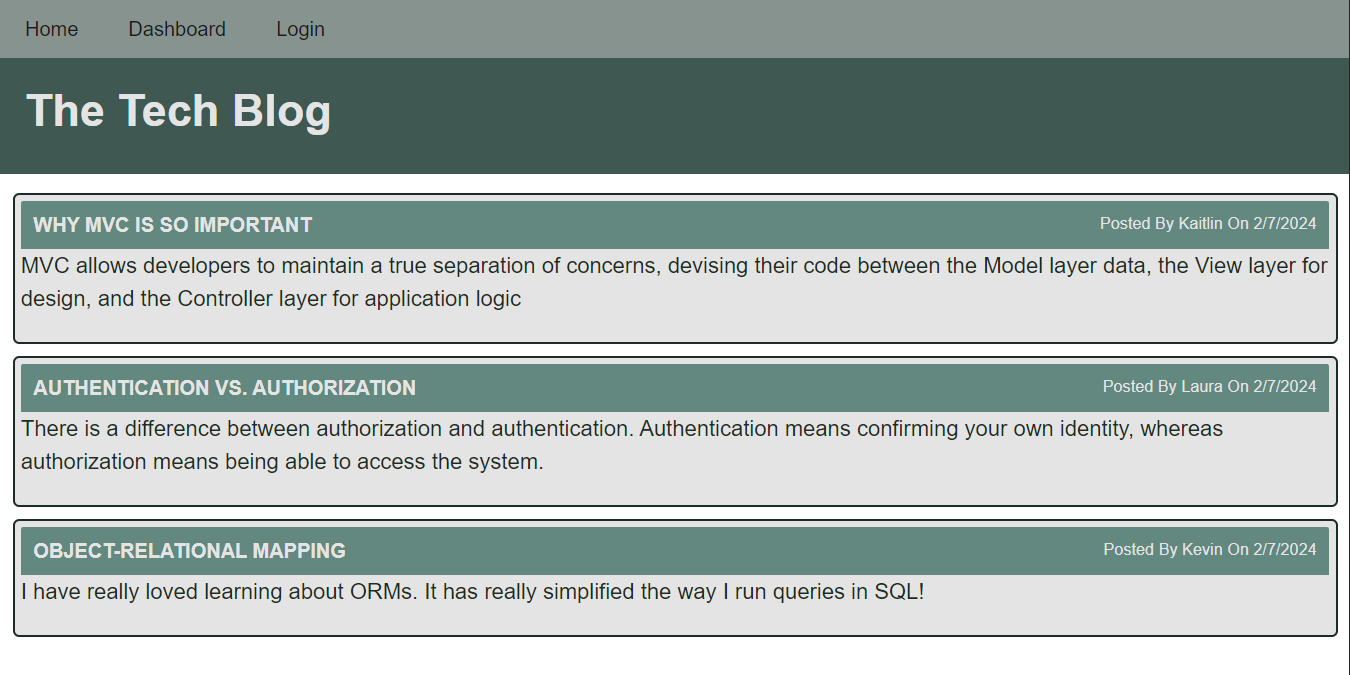 Home Dashboard Login
The Tech Blog
WHY MVC IS SO IMPORTANT Posted By Kaitlin On 2/7/2024
MVC allows developers to maintain a true separation of concerns, devising their code between the Model layer data, the View layer for
design, and the Controller layer for application logic
AUTHENTICATION VS. AUTHORIZATION Posted By Laura On 2/7/2024
There is a difference between authorization and authentication. Authentication means confirming your own identity, whereas
authorization means being able to access the system.
OBJECT-RELATIONAL MAPPING Posted By Kevin On 2/7/2024
I have really loved learning about ORMs. It has really simplified the way I run queries in SQL!